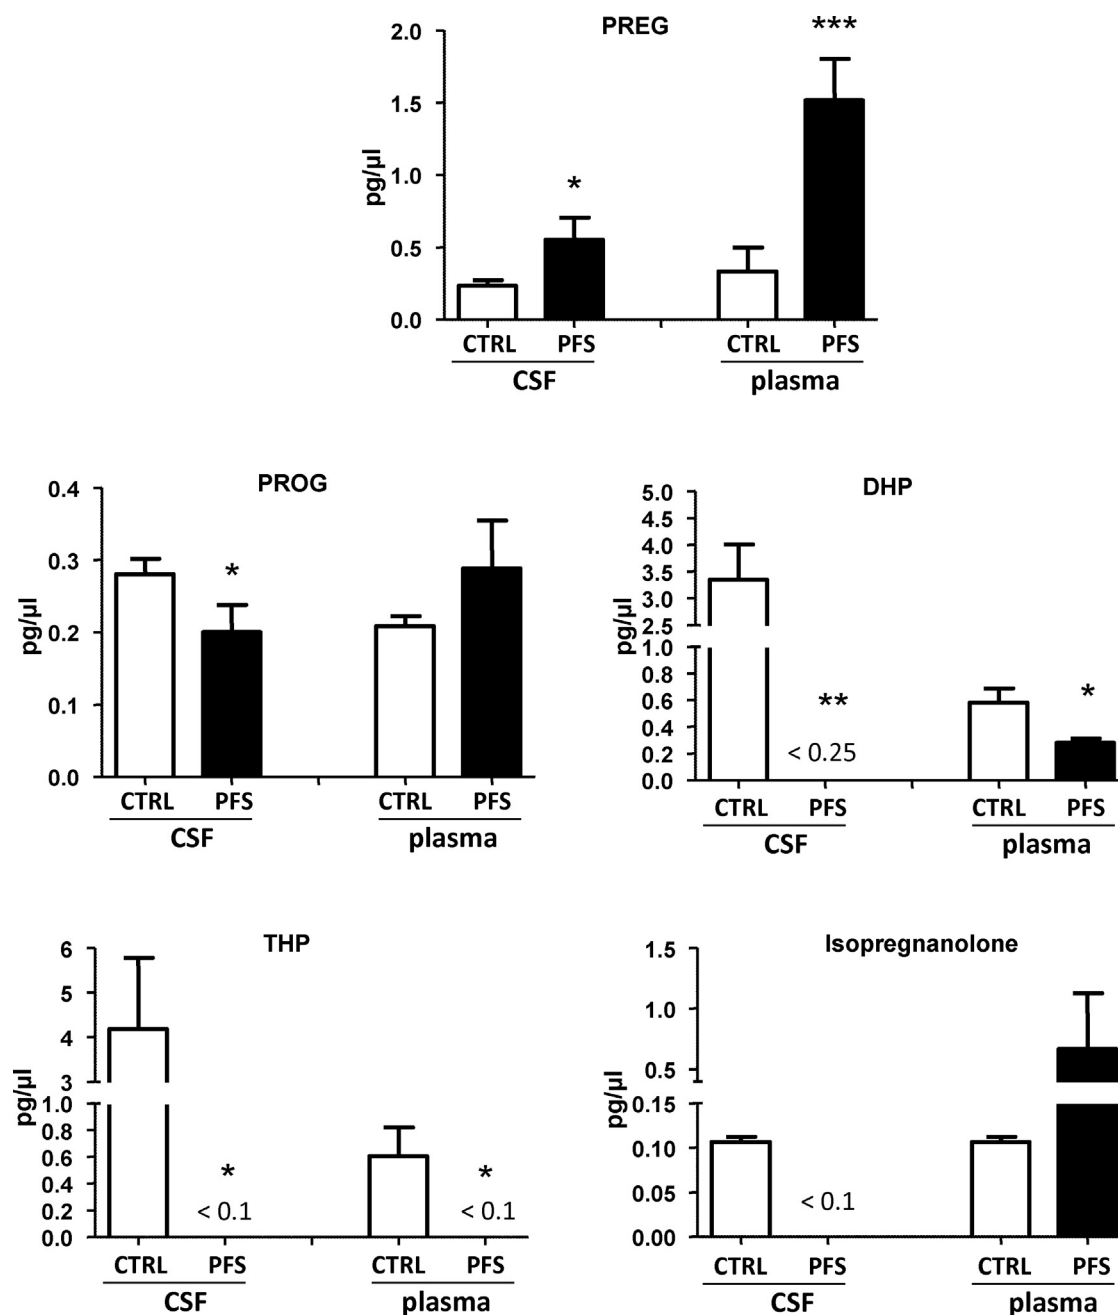 PREG
***
2.0
1.5
1.0
0.5
0.0
pg/µl
*
CTRL PFS CTRL PFS
CSF plasma
PROG
0.4
0.3
0.2
0.1
0.0
pg/µl
*
CTRL PFS CTRL PFS
CSF plasma
DHP
5.0
4.5
4.0
3.5
3.0
2.5
1.0
0.8
0.6
0.4
0.2
0.0
pg/µl
**
*
< 0.25
CTRL PFS CTRL PFS
CSF plasma
THP
6
5
4
3
1.0
0.8
0.6
0.4
0.2
0.0
pg/µl
* *
< 0.1 < 0.1
CTRL PFS CTRL PFS
CSF plasma
Isopregnanolone
1.5
1.0
0.5
0.15
0.10
0.05
0.00
pg/µl
< 0.1
CTRL PFS CTRL PFS
CSF plasma